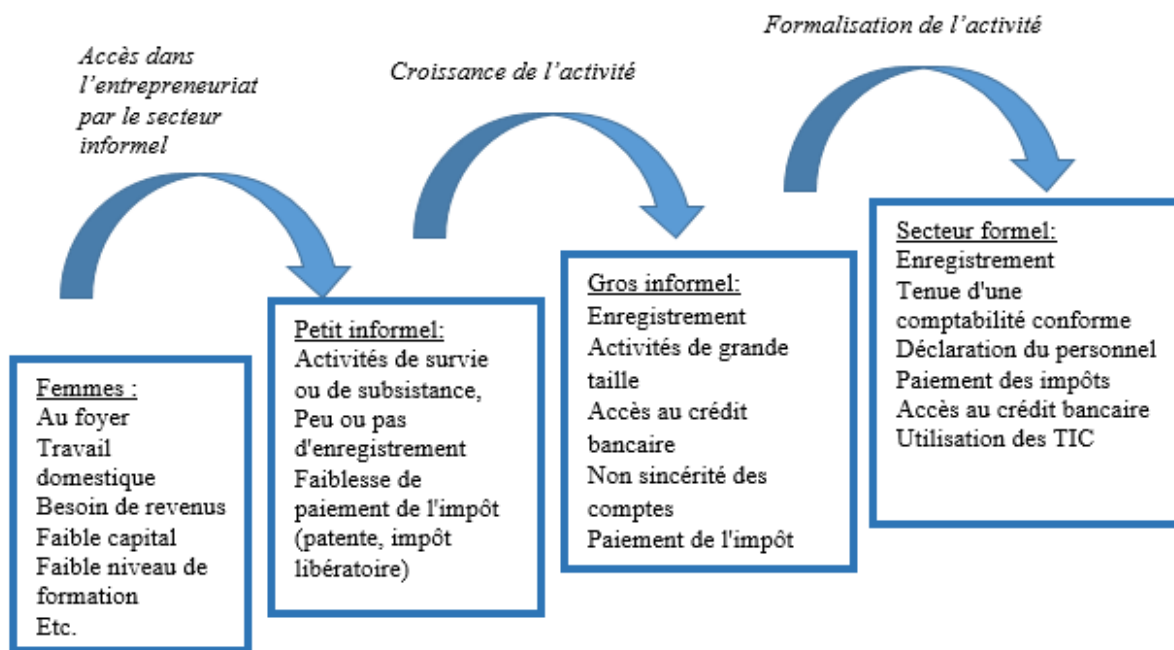 Accès dans
l'entrepreneuriat
par le secteur
informel
Croissance de l'activité
Formalisation de l'activité
Femmes :
Au foyer
Travail
domestique
Besoin de revenus
Faible capital
Faible niveau de
formation
Etc.
Petit informel:
Activités de survie
ou de subsistance,
Peu ou pas
d'enregistrement
Faiblesse de
paiement de l'impôt
(patente, impôt
libératoire)
Gros informel:
Enregistrement
Activités de grande
taille
Accès au crédit
bancaire
Non sincérité des
comptes
Paiement de l'impôt
Secteur formel:
Enregistrement
Tenue d'une
comptabilité conforme
Déclaration du personnel
Paiement des impôts
Accès au crédit bancaire
Utilisation des TIC